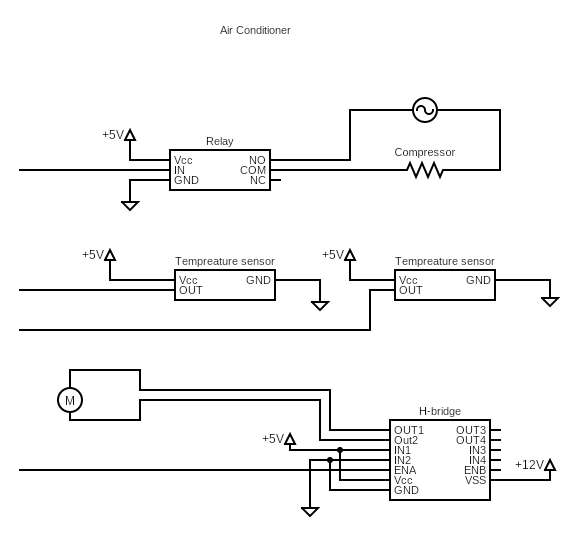 Air Conditioner
Relay
+5V
Vcc
IN
GND
NO
COM
NC
Compressor
Tempreature sensor
+5V
Vcc
OUT
GND
Tempreature sensor
+5V
Vcc
OUT
GND
M
H-bridge
+5V
OUT1
Out2
IN1
IN2
ENA
Vcc
GND
OUT3
OUT4
IN3
IN4
ENB
VSS
+12V